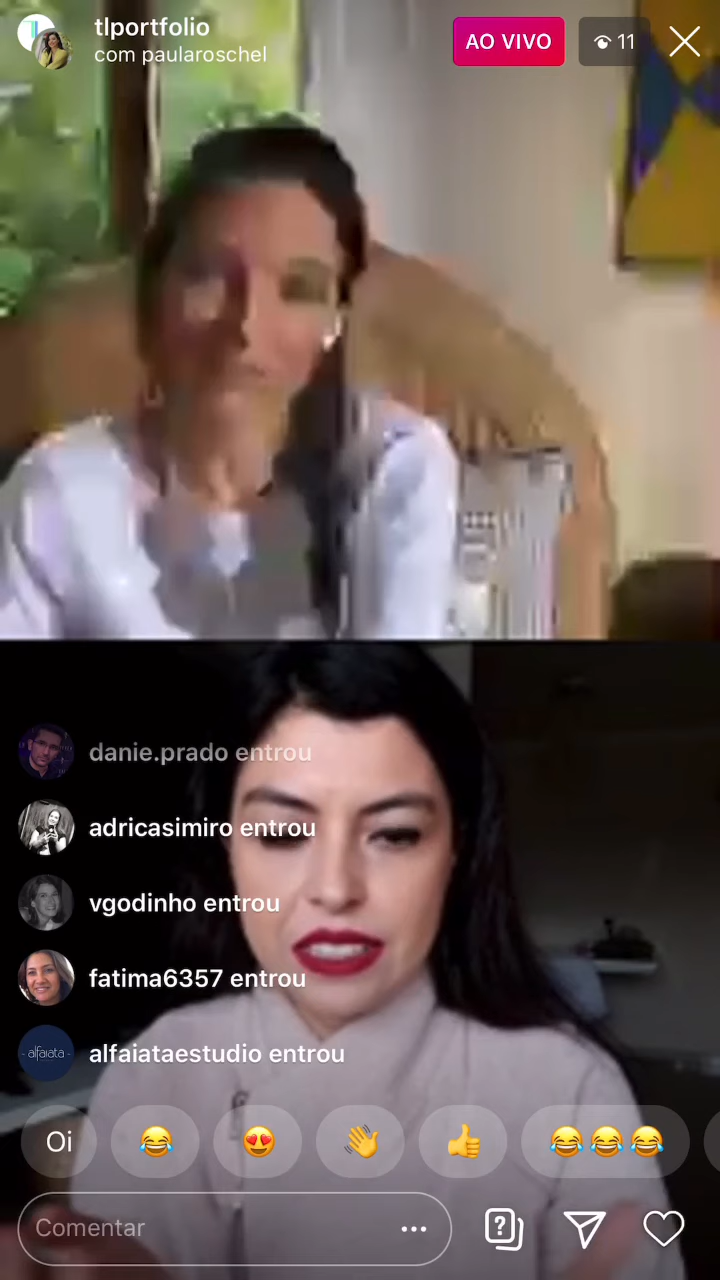 tlportfolio
com paularoschel
AO VIVO
11
danie.prado entrou
adricasimiro entrou
vgodinho entrou
fatima6357 entrou
- alfaiata -
alfaiataestudio entrou
Oi
Comentar